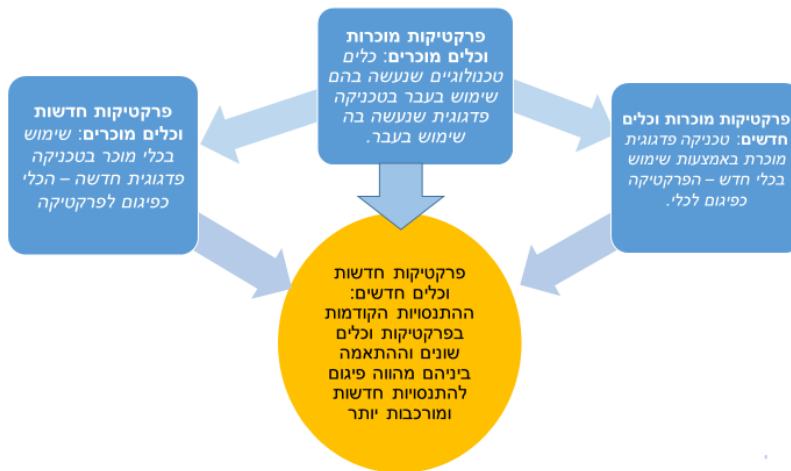 פרקטיקות מוכרות
וכלים מוכרים: כלים
טכנולוגיים שנעשה בהם
שימוש בעבר בטכניקה
פדגוגית שנעשה בה
שימוש בעבר.
פרקטיקות מוכרות וכלים
חדשים: טכניקה פדגוגית
מוכרת באמצעות שימוש
בכלי חדש – הפרקטיקה
כפיגום לכלי.
פרקטיקות חדשות
וכלים מוכרים: שימוש
בכלי מוכר בטכניקה
פדגוגית חדשה – הכלי
כפיגום לפרקטיקה
פרקטיקות חדשות
וכלים חדשים:
ההתנסויות הקודמות
בפרקטיקות וכלים
שונים וההתאמה
ביניהם מהווה פיגום
להתנסויות חדשות
ומורכבות יותר